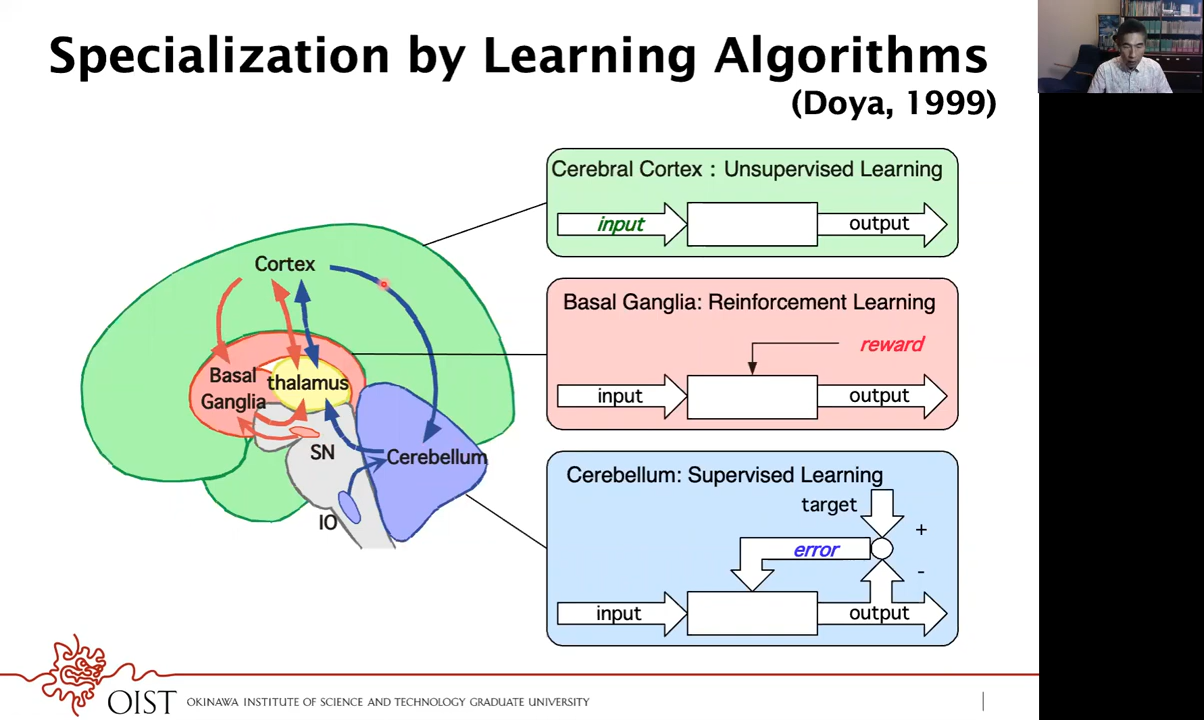 Specialization by Learning Algorithms
(Doya, 1999)
Cortex
Basal
Ganglia
thalamus
SN
Cerebellum
IO
Cerebral Cortex : Unsupervised Learning
input
output
Basal Ganglia: Reinforcement Learning
reward
input
output
Cerebellum: Supervised Learning
target
+
error
-
input
output
OIST OKINAWA INSTITUTE OF SCIENCE AND TECHNOLOGY GRADUATE UNIVERSITY